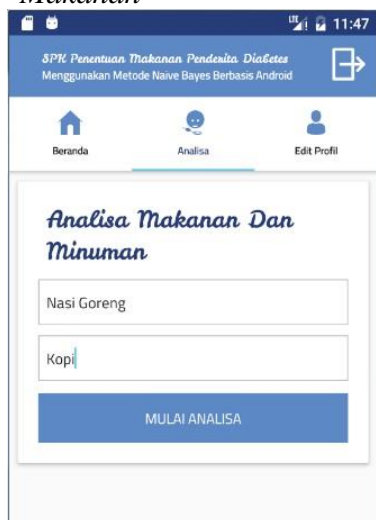 Makanan
LTE 11:47
SPK Penentuan Makanan Penderita Diabetes
Menggunakan Metode Naive Bayes Berbasis Android
Beranda
Analisa
Edit Profil
Analisa Makanan Dan
Minuman
Nasi Goreng
Kopi
MULAI ANALISA